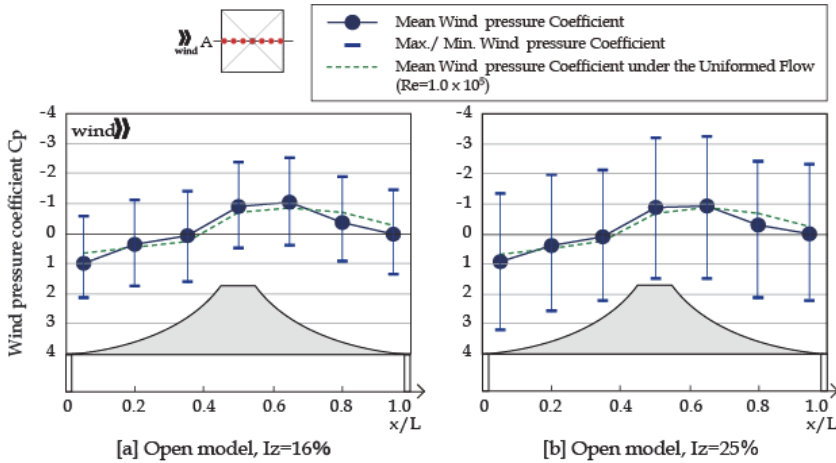 wind A
Mean Wind pressure Coefficient
Max./ Min. Wind pressure Coefficient
Mean Wind pressure Coefficient under the Uniformed Flow
(Re=1.0 x 10⁵)
Wind pressure coefficient Cp
-4
-3
-2
-1
0
1
2
3
4
wind
0 0.2 0.4 0.6 0.8 1.0
x/L
[a] Open model, Iz=16%
-4
-3
-2
-1
0
1
2
3
4
0 0.2 0.4 0.6 0.8 1.0
x/L
[b] Open model, Iz=25%